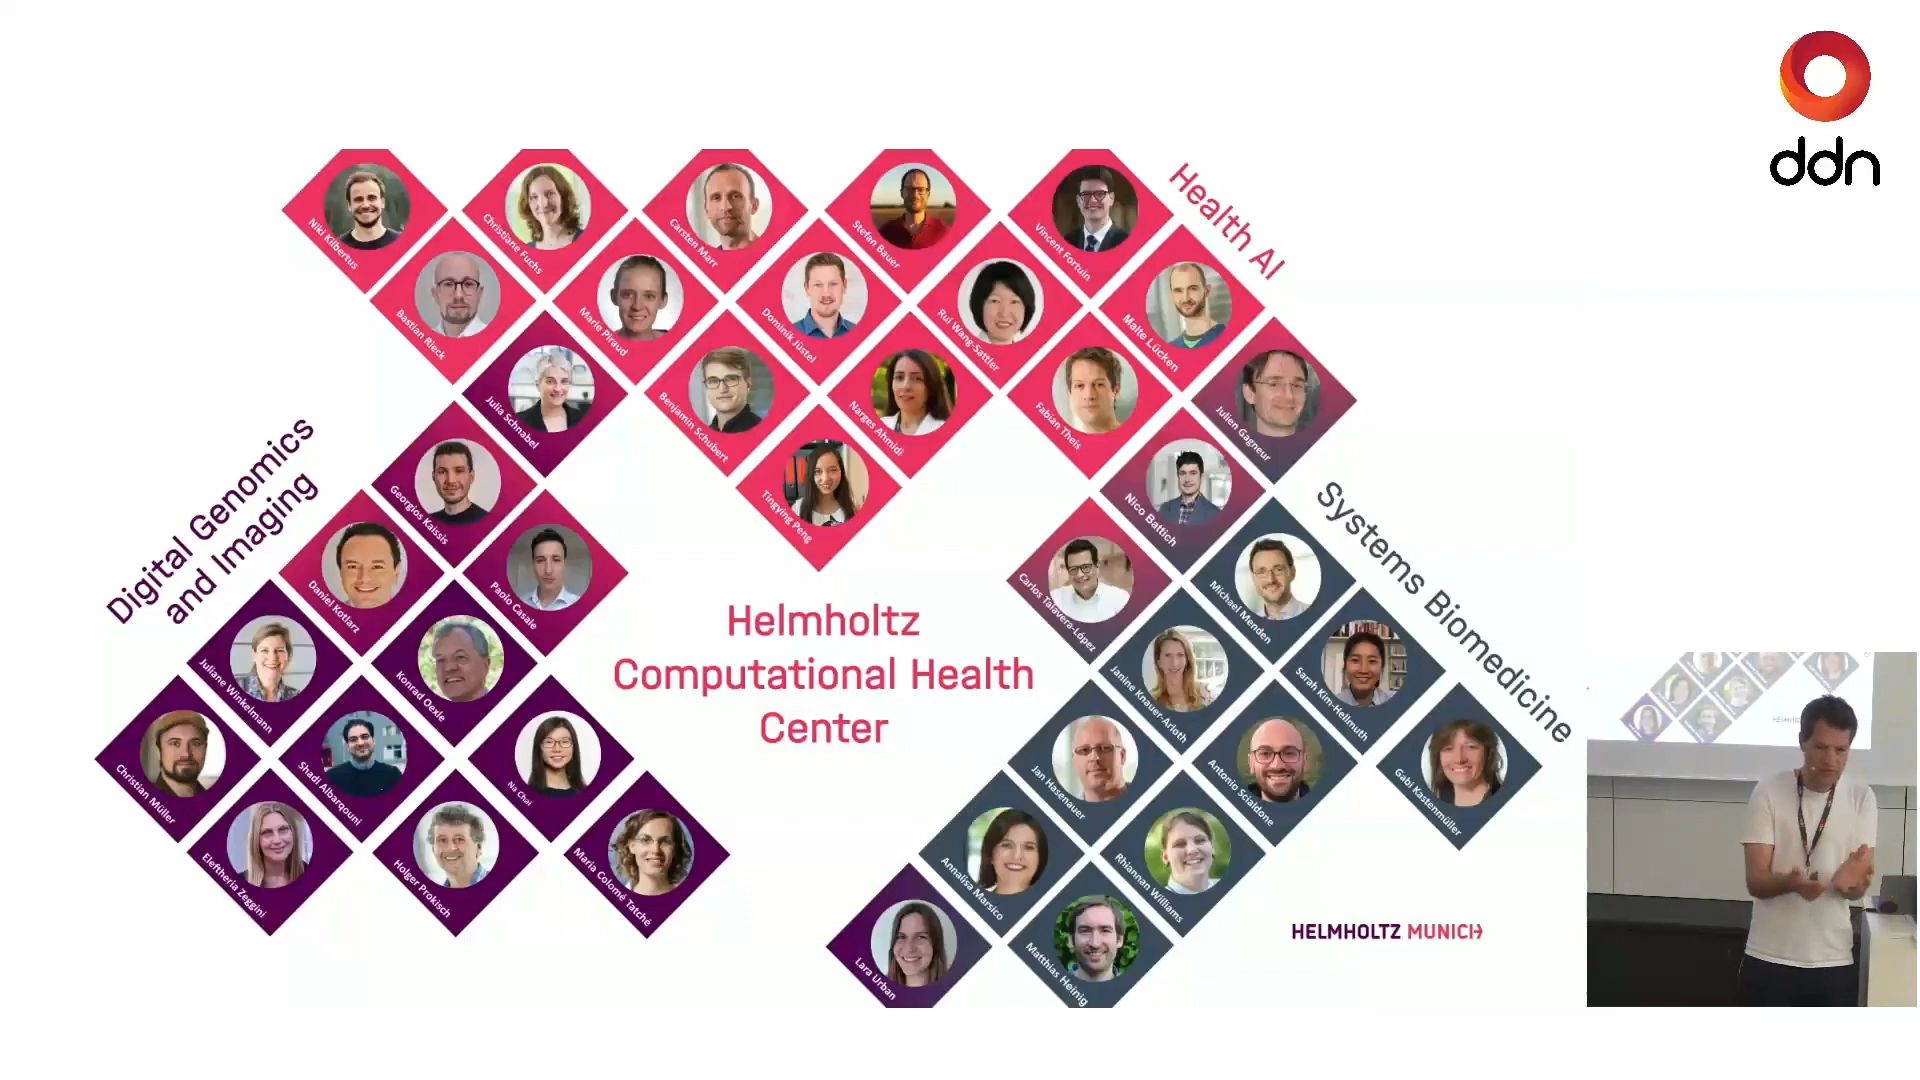 ddn
Health AI
Niki Kilbertus
Christiane Fuchs
Carsten Marr
Stefan Bauer
Vincent Fortuin
Bastian Rieck
Marie Piraud
Dominik Jüstel
Rui Wang-Sattler
Malte Lücken
Julia Schnabel
Benjamin Schubert
Narges Ahmidi
Fabian Theis
Julien Gagneur
Digital Genomics
and Imaging
Georgios Kaissis
Tingying Peng
Nico Battich
Systems Biomedicine
Daniel Kotlarz
Paolo Casale
Carlos Talavera-López
Michael Menden
Helmholtz
Computational Health
Center
Juliane Winkelmann
Konrad Oexle
Janine Knauer-Arloth
Sarah Kim-Hellmuth
Christian Müller
Shadi Albarqouni
Na Chai
Jan Hasenauer
Antonio Scialdone
Gabi Kastenmüller
Eleftheria Zeggini
Holger Prokisch
Maria Colomé Tatché
Annalisa Marsico
Rhiannan Williams
Lara Urban
Matthias Heinig
HELMHOLTZ MUNICH